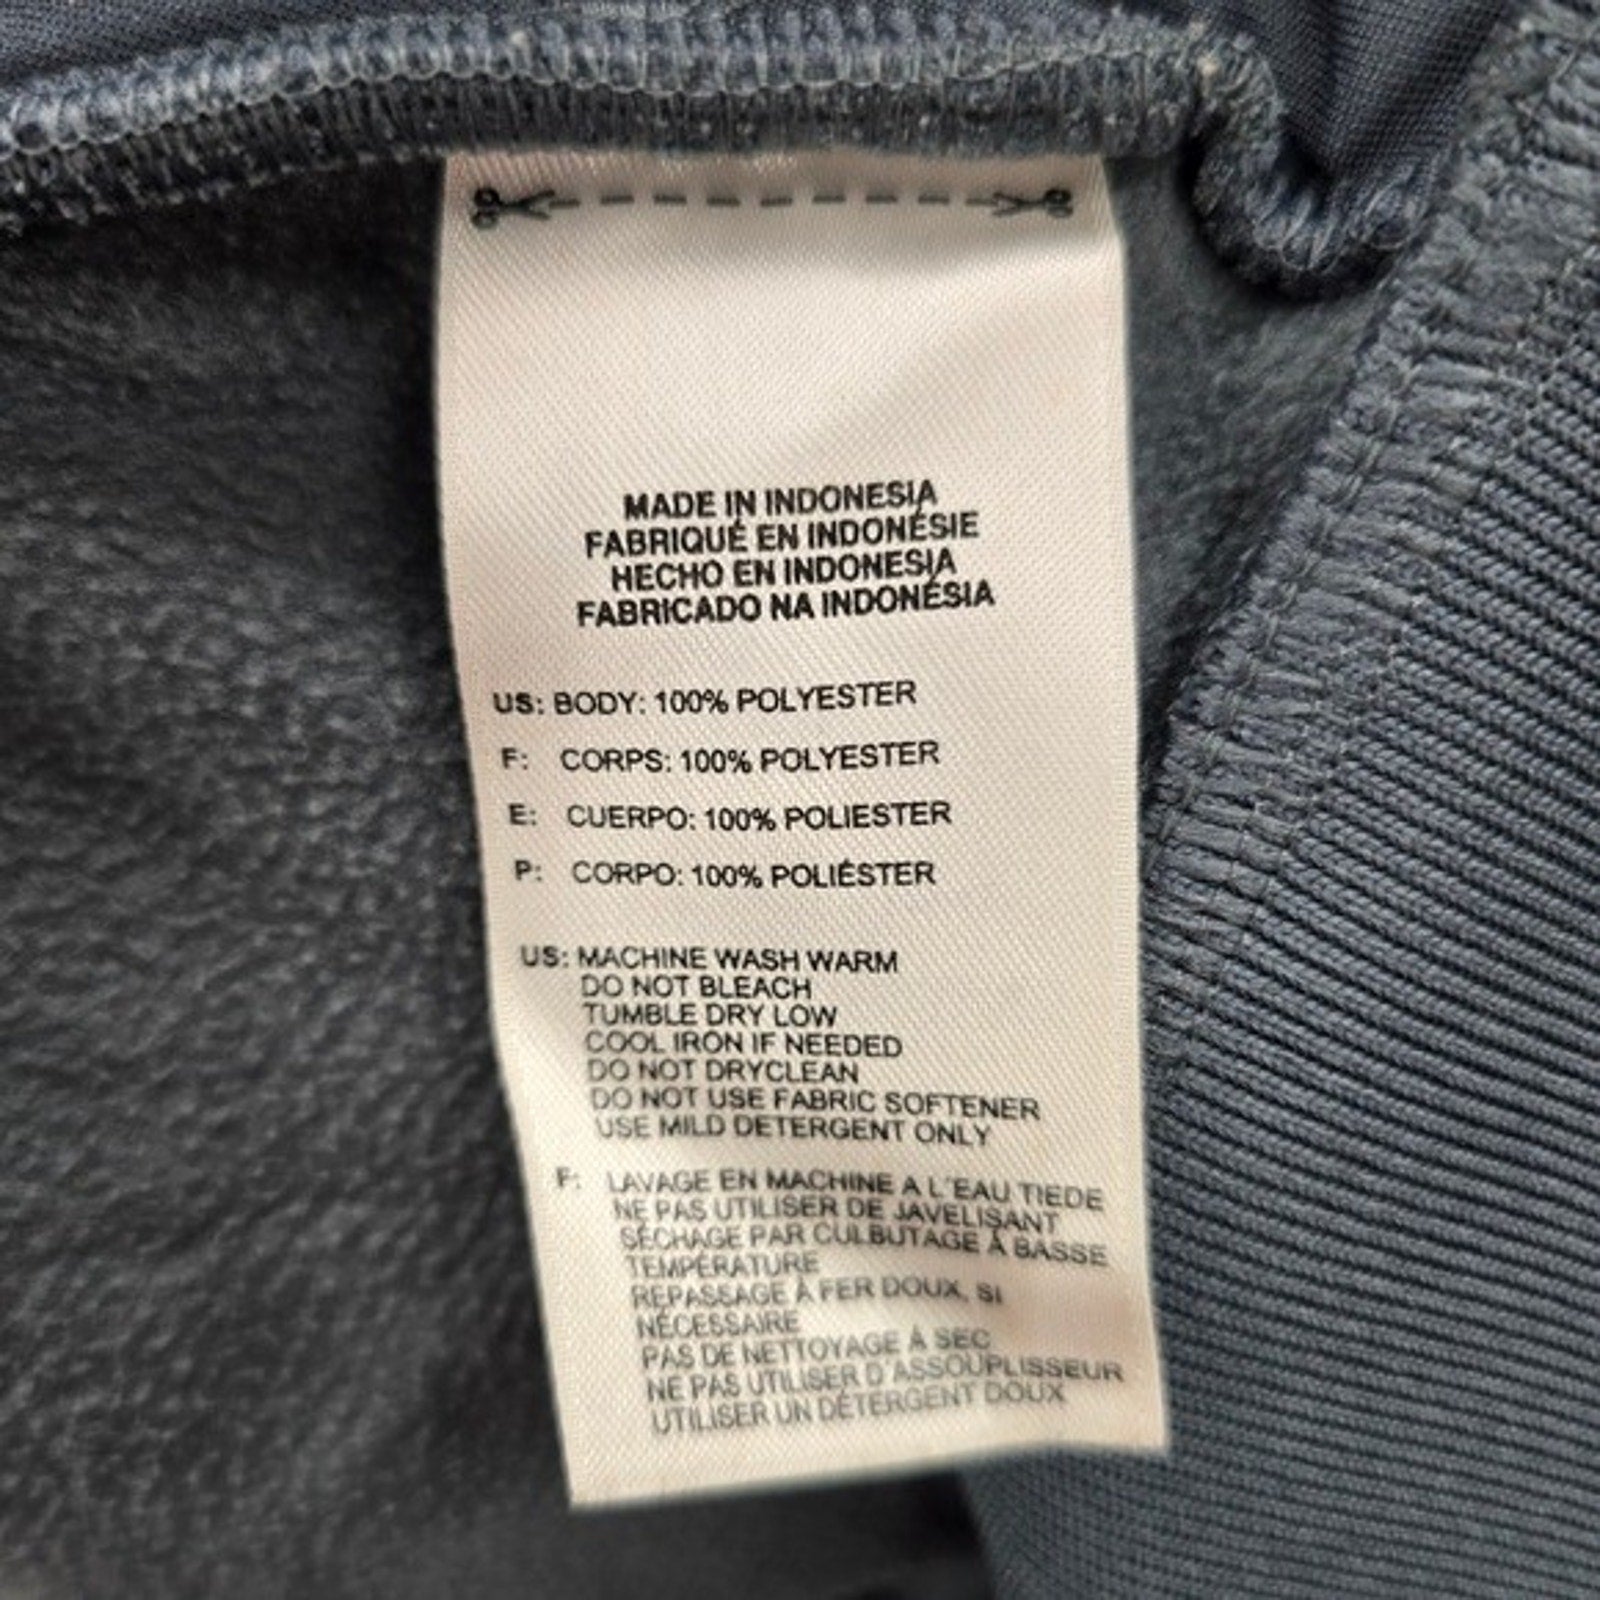 MADE IN INDONESIA
FABRIQUÉ EN INDONÉSIE
HECHO EN INDONESIA
FABRICADO NA INDONÉSIA
US: BODY: 100% POLYESTER
F: CORPS: 100% POLYESTER
E: CUERPO: 100% POLIESTER
P: CORPO: 100% POLIÉSTER
US: MACHINE WASH WARM
DO NOT BLEACH
TUMBLE DRY LOW
COOL IRON IF NEEDED
DO NOT DRYCLEAN
DO NOT USE FABRIC SOFTENER
USE MILD DETERGENT ONLY
F: LAVAGE EN MACHINE A L'EAU TIEDE
NE PAS UTILISER DE JAVELISANT
SÉCHAGE PAR CULBUTAGE À BASSE
TEMPÉRATURE
REPASSAGE À FER DOUX, SI
NÉCESSAIRE
PAS DE NETTOYAGE À SEC
NE PAS UTILISER D'ASSOUPLISSEUR
UTILISER UN DÉTERGENT DOUX